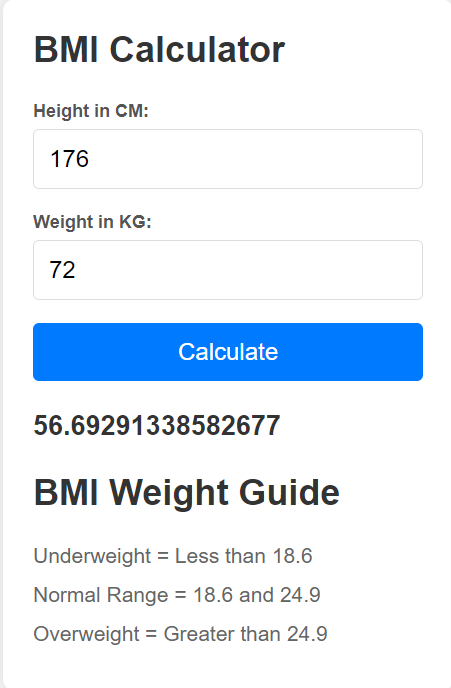 BMI Calculator
Height in CM:
176
Weight in KG:
72
Calculate
56.69291338582677
BMI Weight Guide
Underweight = Less than 18.6
Normal Range = 18.6 and 24.9
Overweight = Greater than 24.9